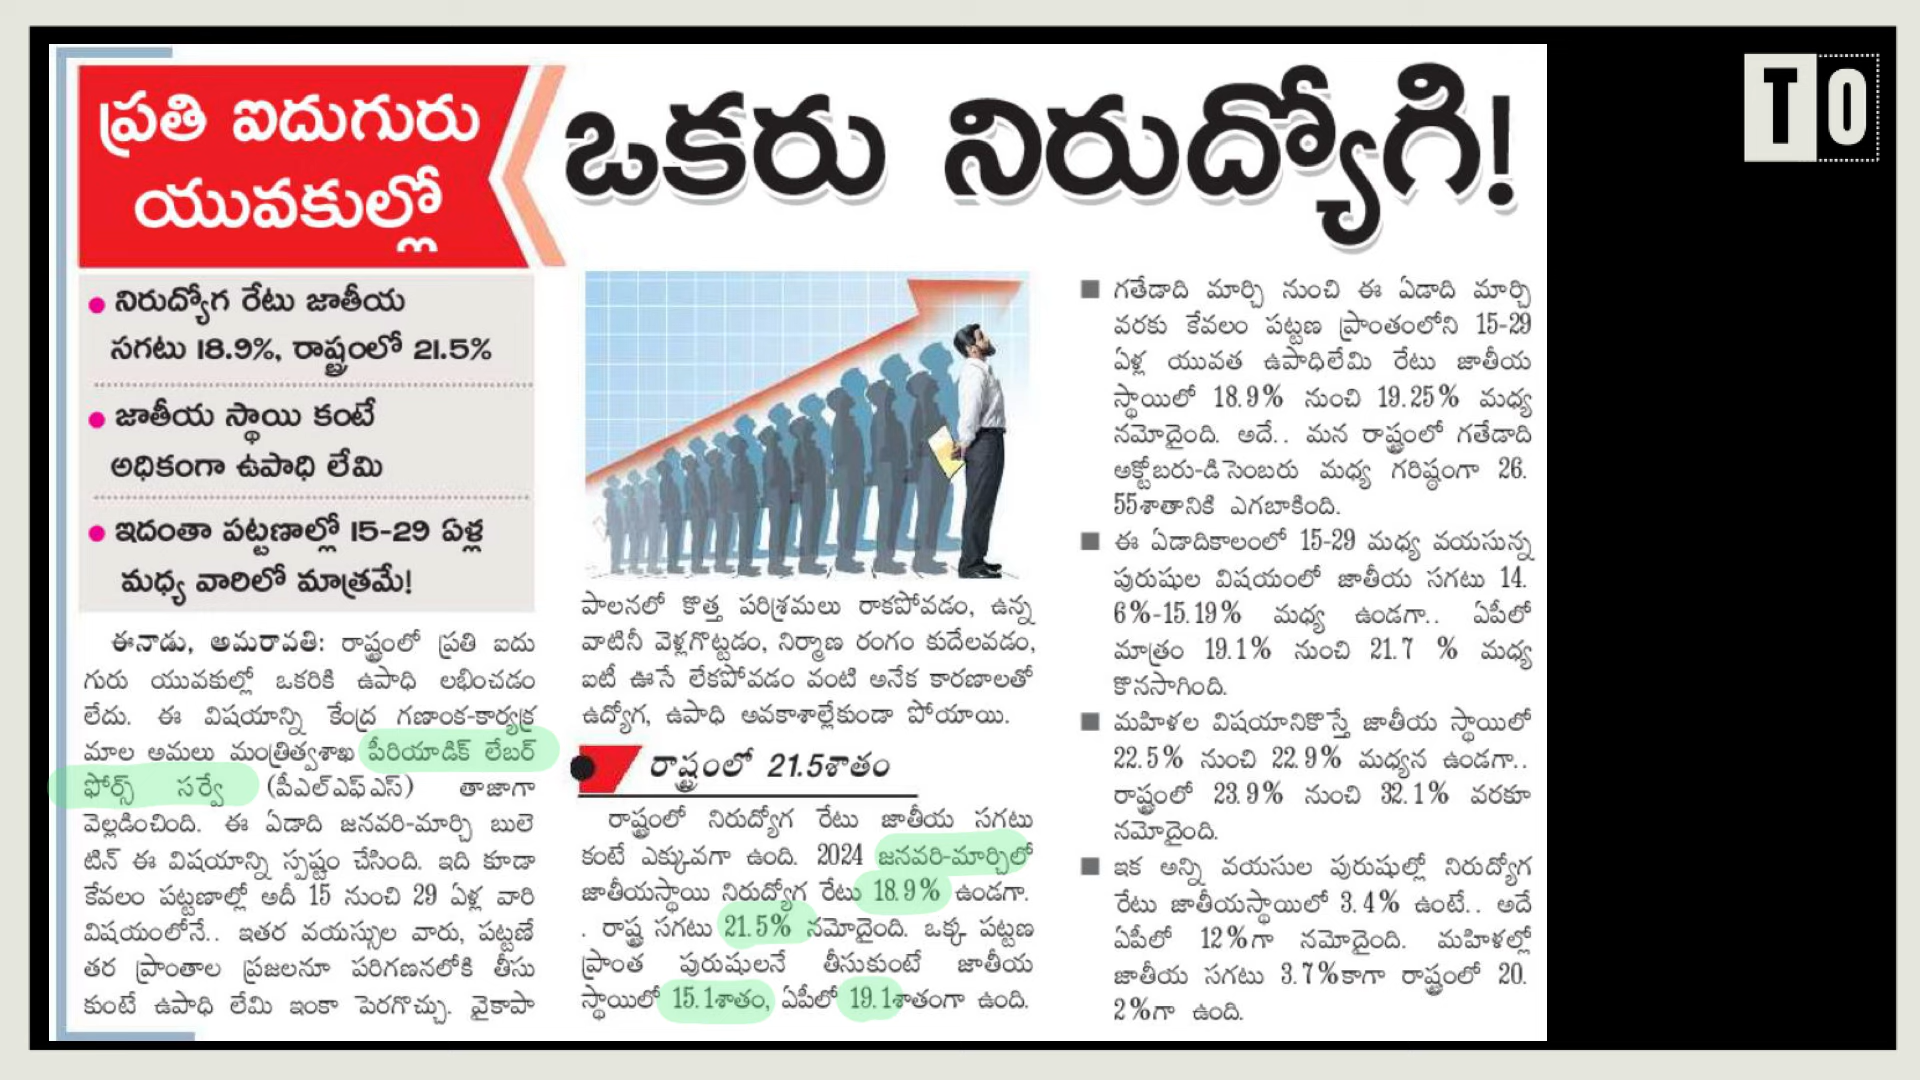 ప్రతి ఐదుగురు
యువకుల్లో
ఒకరు నిరుద్యోగి!
TO
● నిరుద్యోగ రేటు జాతీయ
సగటు 18.9%, రాష్ట్రంలో 21.5%
● జాతీయ స్థాయి కంటే
అధికంగా ఉపాధి లేమి
● ఇదంతా పట్టణాల్లో 15-29 ఏళ్ల
మధ్య వారిలో మాత్రమే!
ఈనాడు, అమరావతి: రాష్ట్రంలో ప్రతి ఐదు
గురు యువకుల్లో ఒకరికి ఉపాధి లభించడం
లేదు. ఈ విషయాన్ని కేంద్ర గణాంక-కార్యక్ర
మాల అమలు మంత్రిత్వశాఖ పీరియాడిక్ లేబర్
ఫోర్స్ సర్వే (పీఎల్ఎఫ్ఎస్) తాజాగా
వెల్లడించింది. ఈ ఏడాది జనవరి-మార్చి బులె
టిన్ ఈ విషయాన్ని స్పష్టం చేసింది. ఇది కూడా
కేవలం పట్టణాల్లో అదీ 15 నుంచి 29 ఏళ్ల వారి
విషయంలోనే.. ఇతర వయస్సుల వారు, పట్టణే
తర ప్రాంతాల ప్రజలనూ పరిగణనలోకి తీసు
కుంటే ఉపాధి లేమి ఇంకా పెరగొచ్చు. వైకాపా
పాలనలో కొత్త పరిశ్రమలు రాకపోవడం, ఉన్న
వాటినీ వెళ్లగొట్టడం, నిర్మాణ రంగం కుదేలవడం,
ఐటీ ఊసే లేకపోవడం వంటి అనేక కారణాలతో
ఉద్యోగ, ఉపాధి అవకాశాల్లేకుండా పోయాయి.
రాష్ట్రంలో 21.5శాతం
రాష్ట్రంలో నిరుద్యోగ రేటు జాతీయ సగటు
కంటే ఎక్కువగా ఉంది. 2024 జనవరి-మార్చిలో
జాతీయస్థాయి నిరుద్యోగ రేటు 18.9% ఉండగా.
. రాష్ట్ర సగటు 21.5% నమోదైంది. ఒక్క పట్టణ
ప్రాంత పురుషులనే తీసుకుంటే జాతీయ
స్థాయిలో 15.1శాతం, ఏపీలో 19.1శాతంగా ఉంది.
■ గతేడాది మార్చి నుంచి ఈ ఏడాది మార్చి
వరకు కేవలం పట్టణ ప్రాంతంలోని 15-29
ఏళ్ల యువత ఉపాధిలేమి రేటు జాతీయ
స్థాయిలో 18.9% నుంచి 19.25% మధ్య
నమోదైంది. అదే.. మన రాష్ట్రంలో గతేడాది
అక్టోబరు-డిసెంబరు మధ్య గరిష్ఠంగా 26.
55శాతానికి ఎగబాకింది.
■ ఈ ఏడాదికాలంలో 15-29 మధ్య వయసున్న
పురుషుల విషయంలో జాతీయ సగటు 14.
6%-15.19% మధ్య ఉండగా.. ఏపీలో
మాత్రం 19.1% నుంచి 21.7 % మధ్య
కొనసాగింది.
■ మహిళల విషయానికొస్తే జాతీయ స్థాయిలో
22.5% నుంచి 22.9% మధ్యన ఉండగా..
రాష్ట్రంలో 23.9% నుంచి 32.1% వరకూ
నమోదైంది.
■ ఇక అన్ని వయసుల పురుషుల్లో నిరుద్యోగ
రేటు జాతీయస్థాయిలో 3.4% ఉంటే.. అదే
ఏపీలో 12%గా నమోదైంది. మహిళల్లో
జాతీయ సగటు 3.7%కాగా రాష్ట్రంలో 20.
2%గా ఉంది.